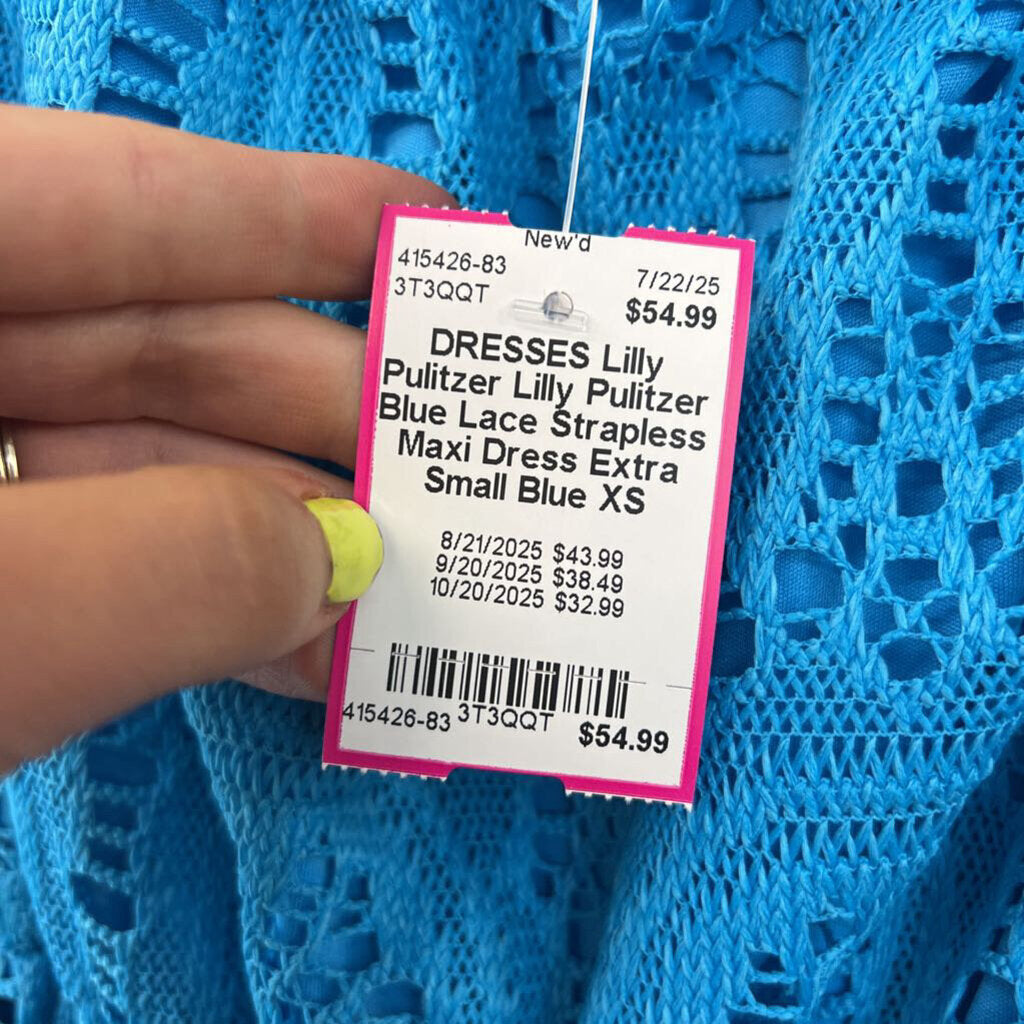 New'd
415426-83 7/22/25
3T3QQT $54.99
DRESSES Lilly
Pulitzer Lilly Pulitzer
Blue Lace Strapless
Maxi Dress Extra
Small Blue XS
8/21/2025 $43.99
9/20/2025 $38.49
10/20/2025 $32.99
415426-83 3T3QQT $54.99